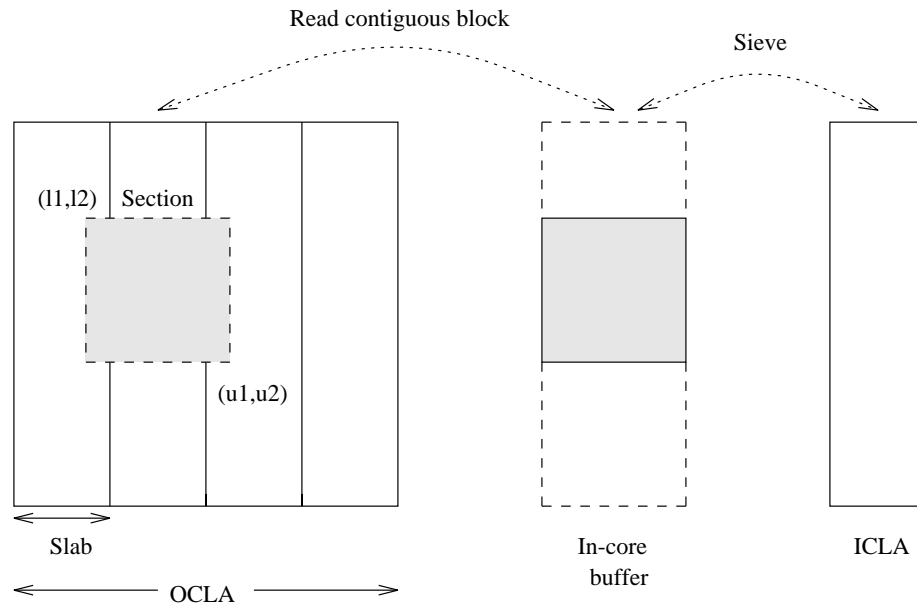 Read contiguous block
Sieve
(l1,l2)
Section
(u1,u2)
Slab
In-core
buffer
ICLA
OCLA